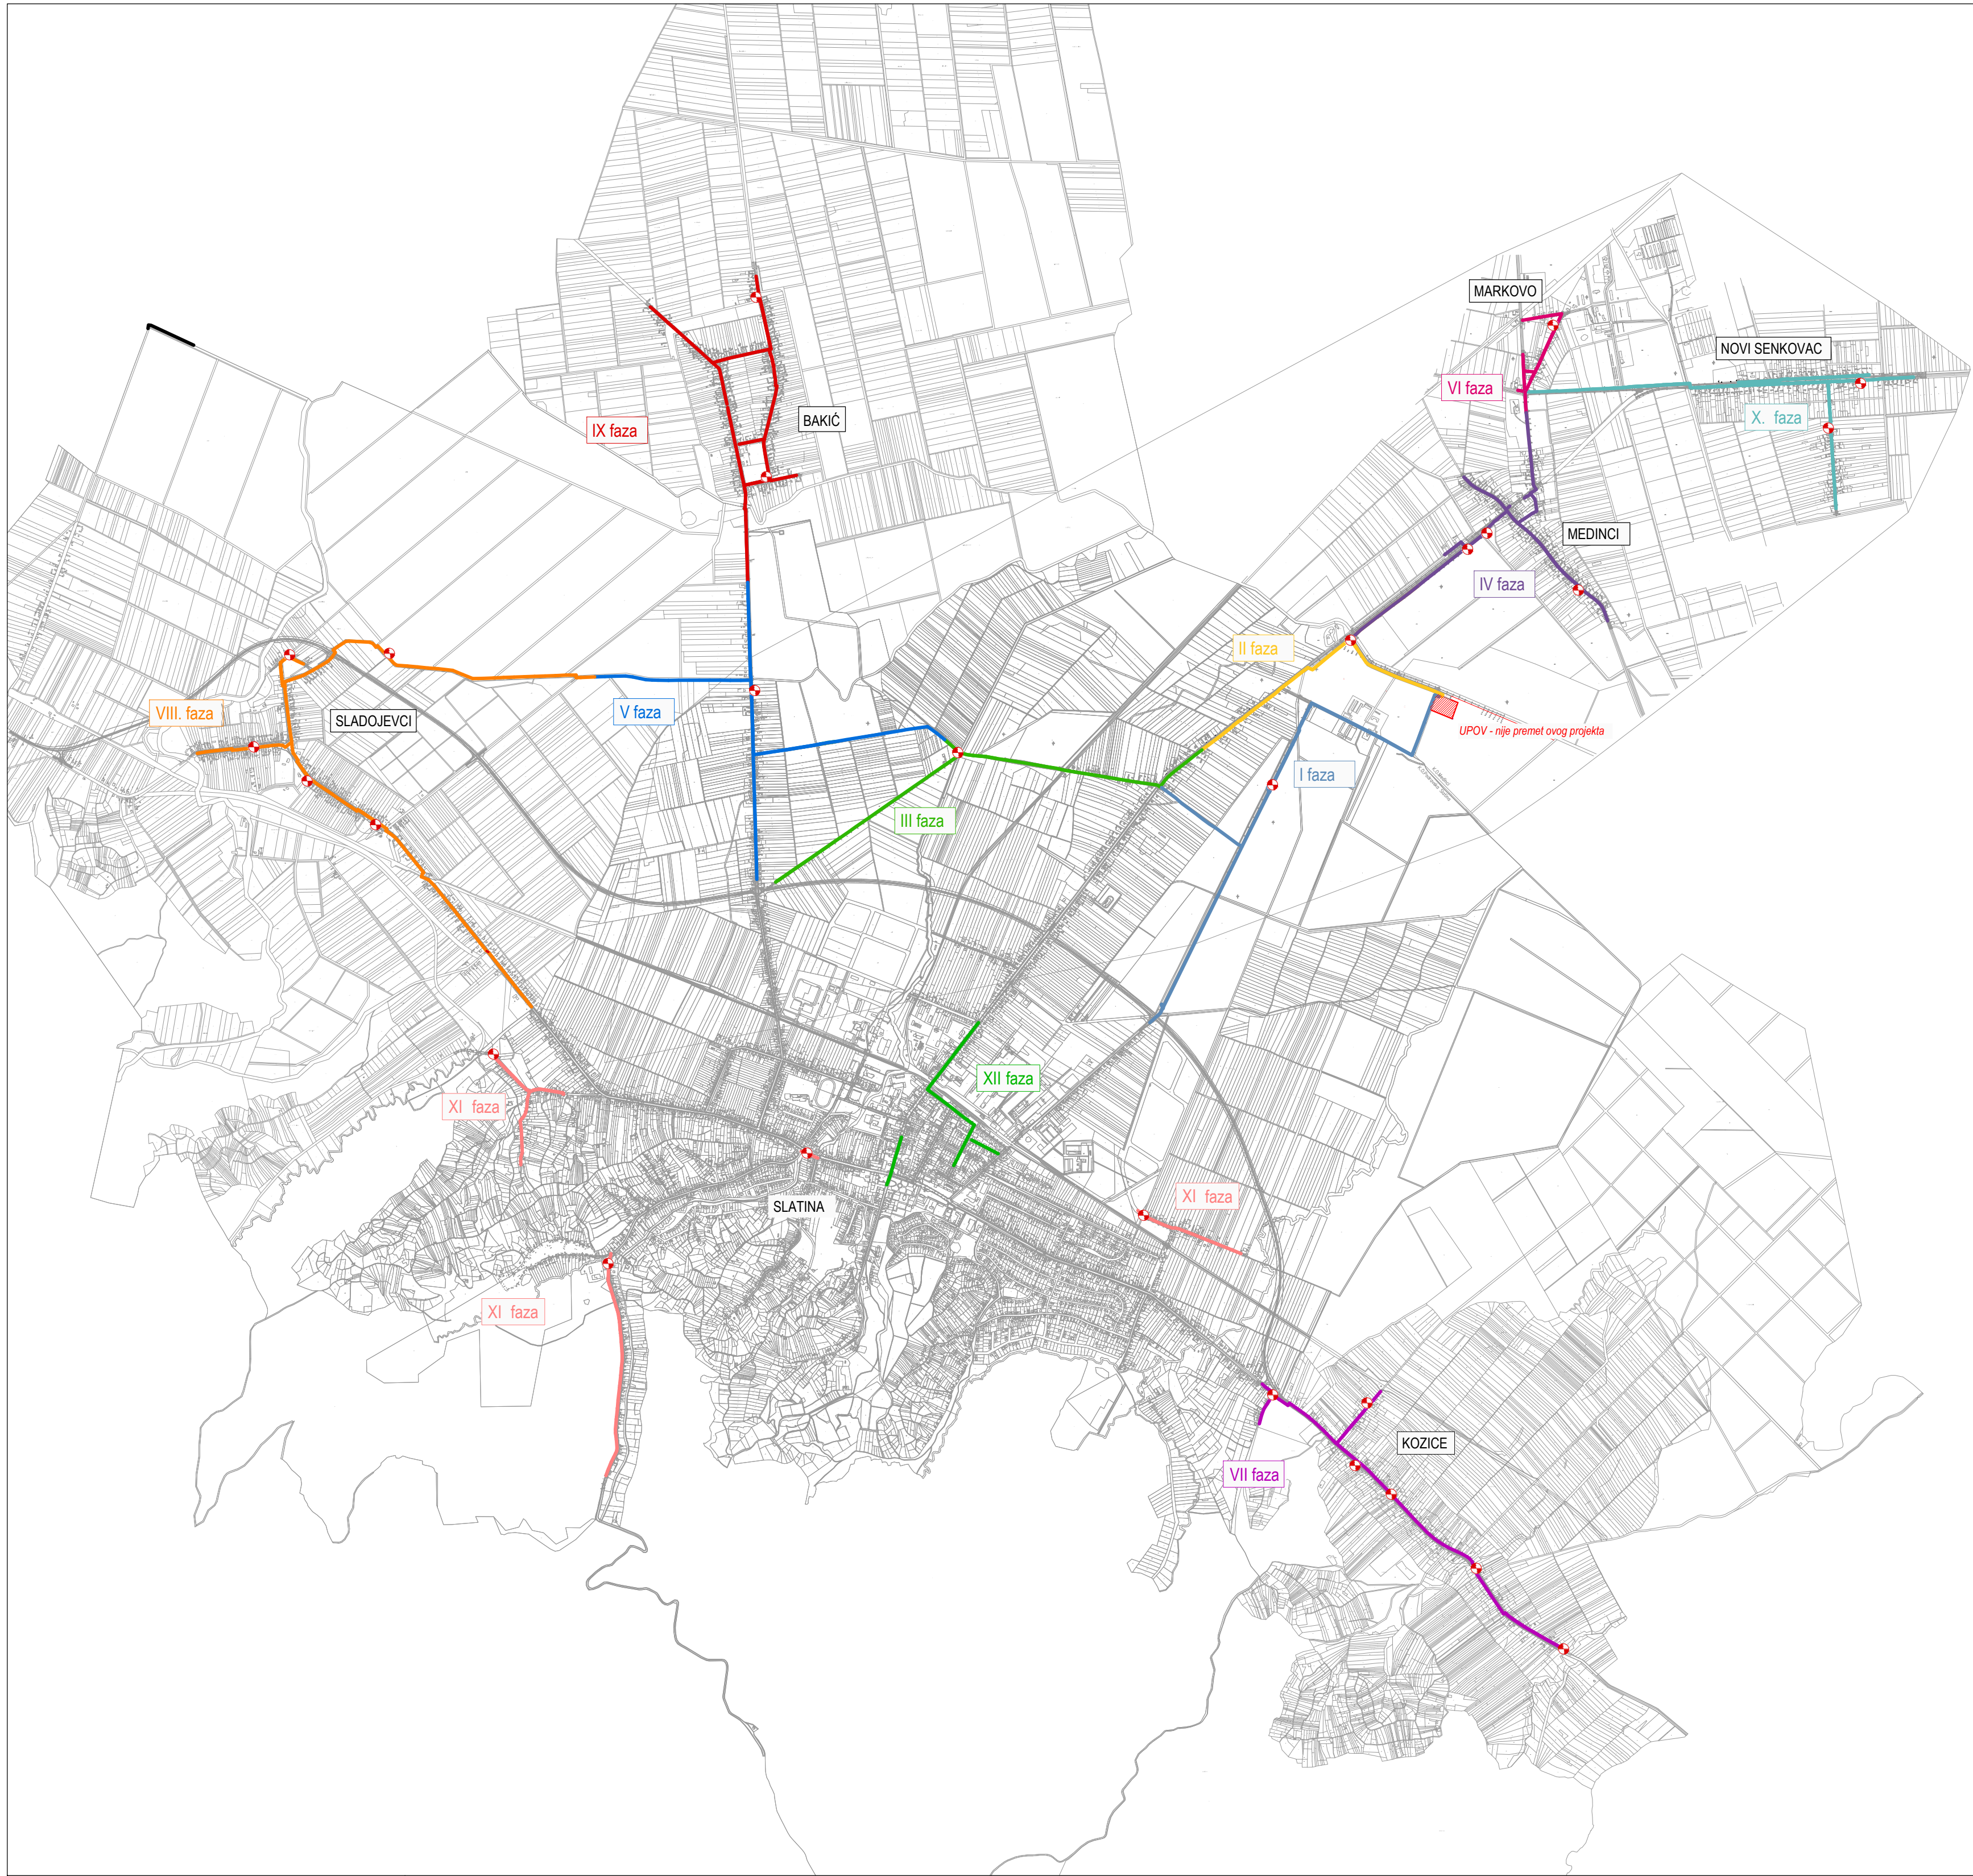 MARKOVO
NOVI SENKOVAC
VI faza
X. faza
BAKIĆ
IX faza
MEDINCI
IV faza
II faza
VIII. faza
SLADOJEVCI
V faza
UPOV - nije premet ovog projekta
I faza
III faza
XII faza
XI faza
XI faza
SLATINA
XI faza
KOZICE
VII faza